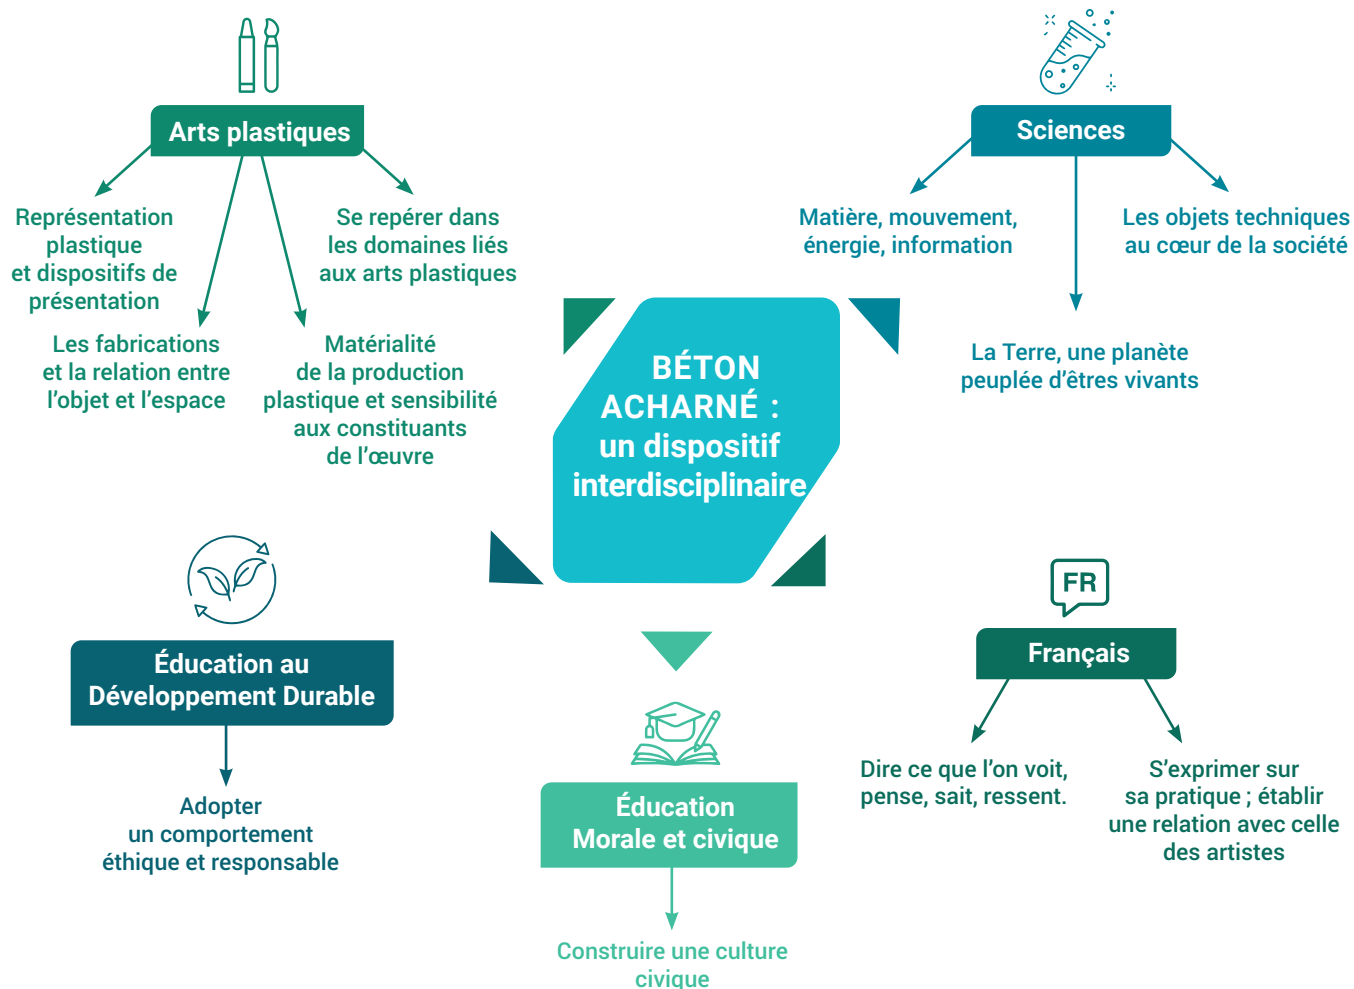 Arts plastiques
Représentation
plastique
et dispositifs de
présentation
Les fabrications
et la relation entre
l'objet et l'espace
Matérialité
de la production
plastique et sensibilité
aux constituants
de l'œuvre
Se repérer dans
les domaines liés
aux arts plastiques
Sciences
Matière, mouvement,
énergie, information
La Terre, une planète
peuplée d'êtres vivants
Les objets techniques
au cœur de la société
BÉTON
ACHARNÉ :
un dispositif
interdisciplinaire
Éducation au
Développement Durable
Adopter
un comportement
éthique et responsable
Éducation
Morale et civique
Construire une culture
civique
FR
Français
Dire ce que l'on voit,
pense, sait, ressent.
S'exprimer sur
sa pratique ; établir
une relation avec celle
des artistes